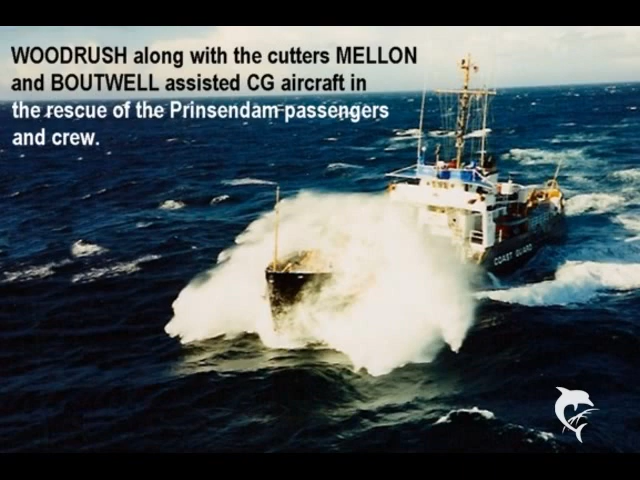 WOODRUSH along with the cutters MELLON
and BOUTWELL assisted CG aircraft in
the rescue of the Prinsendam passengers
and crew.
COAST GUARD